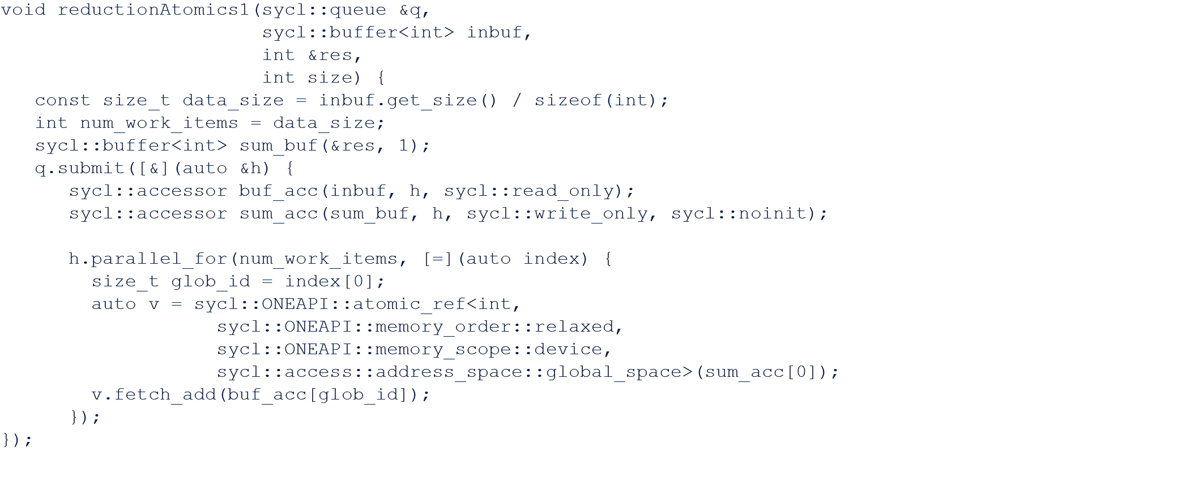 void reductionAtomics1(sycl::queue &q,
                       sycl::buffer<int> inbuf,
                       int &res,
                       int size) {
   const size_t data_size = inbuf.get_size() / sizeof(int);
   int num_work_items = data_size;
   sycl::buffer<int> sum_buf(&res, 1);
   q.submit([&](auto &h) {
      sycl::accessor buf_acc(inbuf, h, sycl::read_only);
      sycl::accessor sum_acc(sum_buf, h, sycl::write_only, sycl::noinit);

      h.parallel_for(num_work_items, [=](auto index) {
        size_t glob_id = index[0];
        auto v = sycl::ONEAPI::atomic_ref<int,
                   sycl::ONEAPI::memory_order::relaxed,
                   sycl::ONEAPI::memory_scope::device,
                   sycl::access::address_space::global_space>(sum_acc[0]);
        v.fetch_add(buf_acc[glob_id]);
      });
});